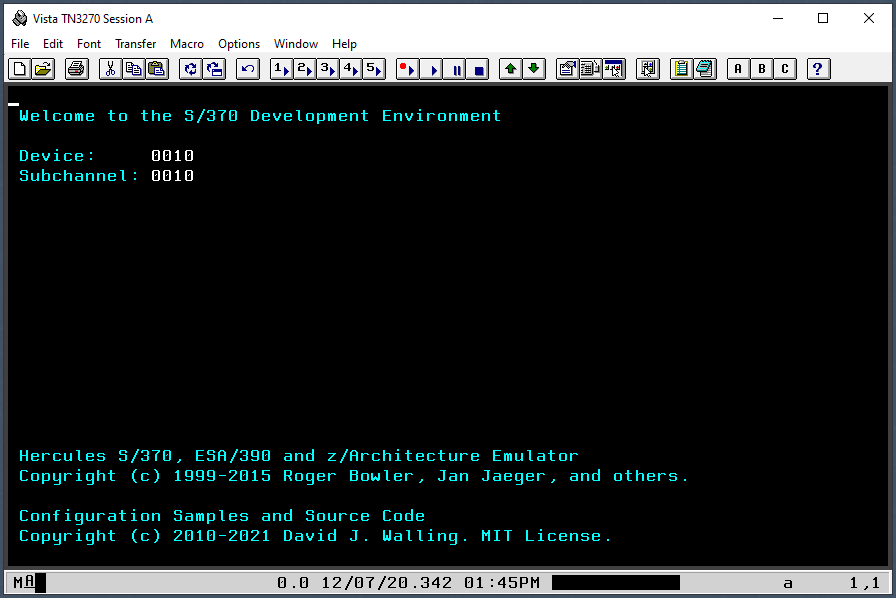 Vista TN3270 Session A
File Edit Font Transfer Macro Options Window Help
1 2 3 4 5 A B C ?
Welcome to the S/370 Development Environment
Device: 0010
Subchannel: 0010
Hercules S/370, ESA/390 and z/Architecture Emulator
Copyright (c) 1999-2015 Roger Bowler, Jan Jaeger, and others.
Configuration Samples and Source Code
Copyright (c) 2010-2021 David J. Walling. MIT License.
MA 0.0 12/07/20.342 01:45PM a 1,1